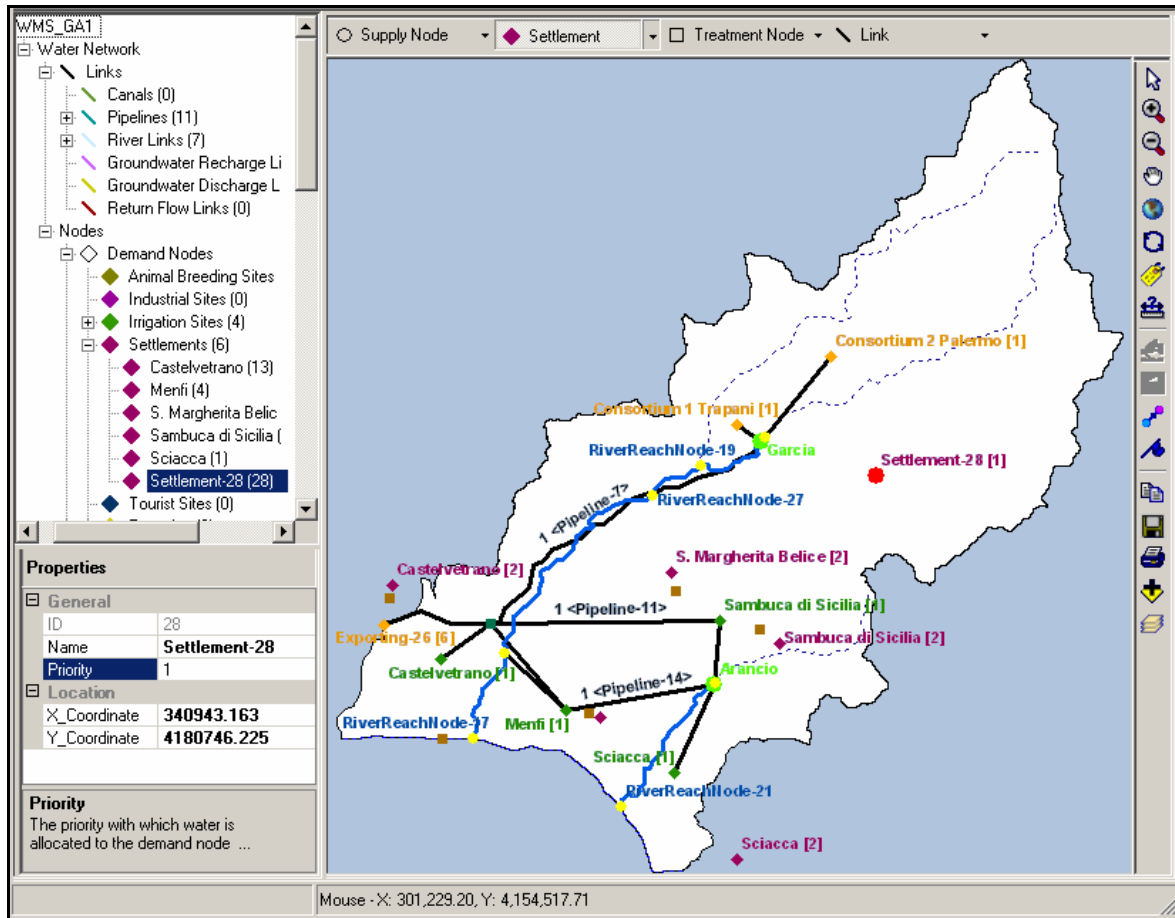 WMS_GA1
Water Network
Links
Canals (0)
Pipelines (11)
River Links (7)
Groundwater Recharge Li
Groundwater Discharge L
Return Flow Links (0)
Nodes
Demand Nodes
Animal Breeding Sites
Industrial Sites (0)
Irrigation Sites (4)
Settlements (6)
Castelvetrano (13)
Menfi (4)
S. Margherita Belic
Sambuca di Sicilia (
Sciacca (1)
Settlement-28 (28)
Tourist Sites (0)
Properties
General
ID 28
Name Settlement-28
Priority 1
Location
X_Coordinate 340943.163
Y_Coordinate 4180746.225
Priority
The priority with which water is
allocated to the demand node ...
Supply Node Settlement Treatment Node Link
Consortium 2 Palermo [1]
Consortium 1 Trapani [1]
RiverReachNode-19
Garcia
Settlement-28 [1]
RiverReachNode-27
1 <Pipeline-7>
S. Margherita Belice [2]
Castelvetrano [2]
1 <Pipeline-11>
Sambuca di Sicilia [1]
Exporting-26 [6]
Sambuca di Sicilia [2]
Castelvetrano [1]
Arancio
1 <Pipeline-14>
RiverReachNode-17
Menfi [1]
Sciacca [1]
RiverReachNode-21
Sciacca [2]
Mouse - X: 301,229.20, Y: 4,154,517.71